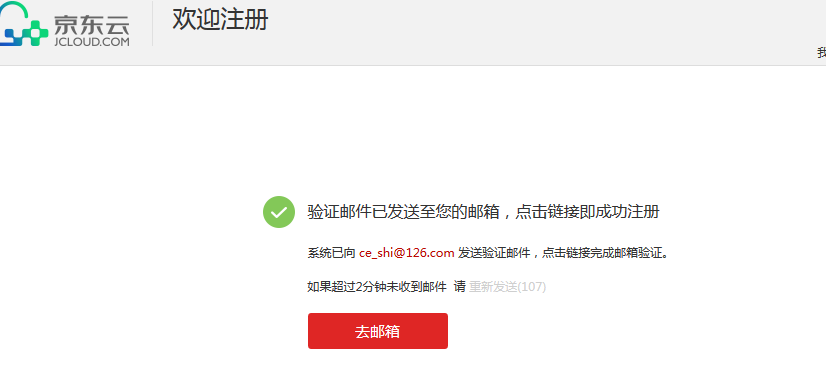 京东云
JCLOUD.COM
欢迎注册
我
验证邮件已发送至您的邮箱，点击链接即成功注册
系统已向 ce_shi@126.com 发送验证邮件，点击链接完成邮箱验证。
如果超过2分钟未收到邮件 请 重新发送(107)
去邮箱